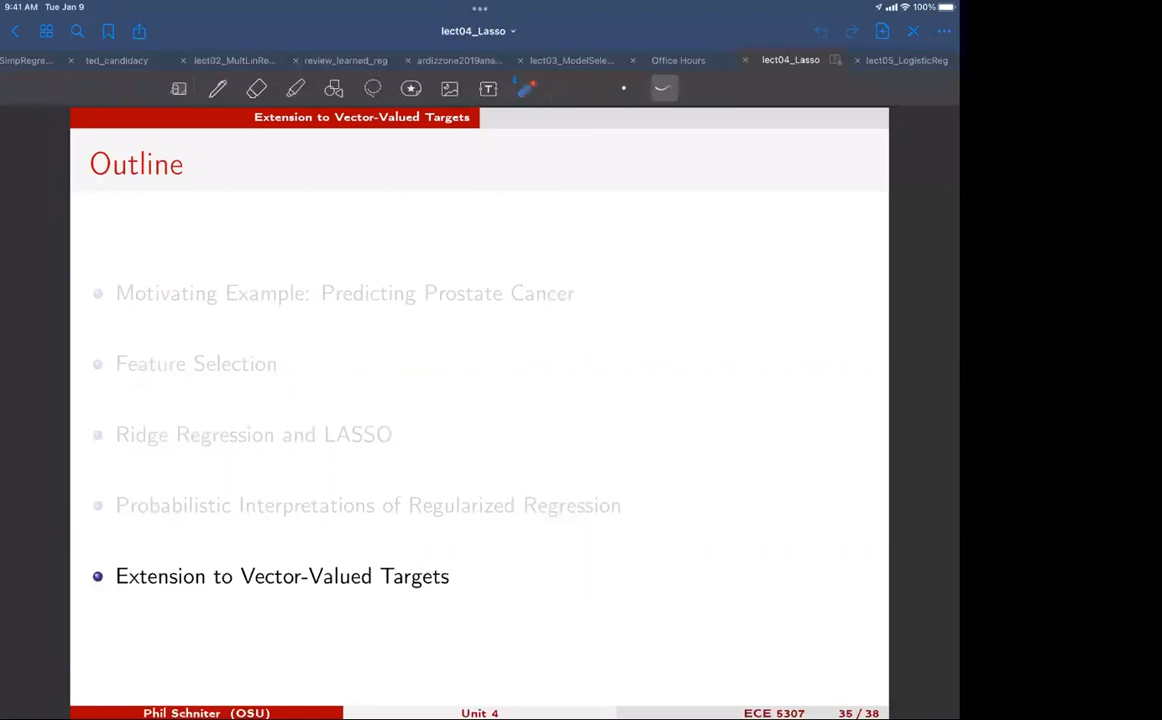 9:41 AM Tue Jan 9
100%
lect04_Lasso
SimpRegre...
ted_candidacy
lect02_MultLinRe...
review_learned_reg
ardizzone2019ana...
lect03_ModelSele...
Office Hours
lect04_Lasso
lect05_LogisticReg
Extension to Vector-Valued Targets
Outline
Motivating Example: Predicting Prostate Cancer
Feature Selection
Ridge Regression and LASSO
Probabilistic Interpretations of Regularized Regression
Extension to Vector-Valued Targets
Phil Schniter (OSU)
Unit 4
ECE 5307
35 / 38